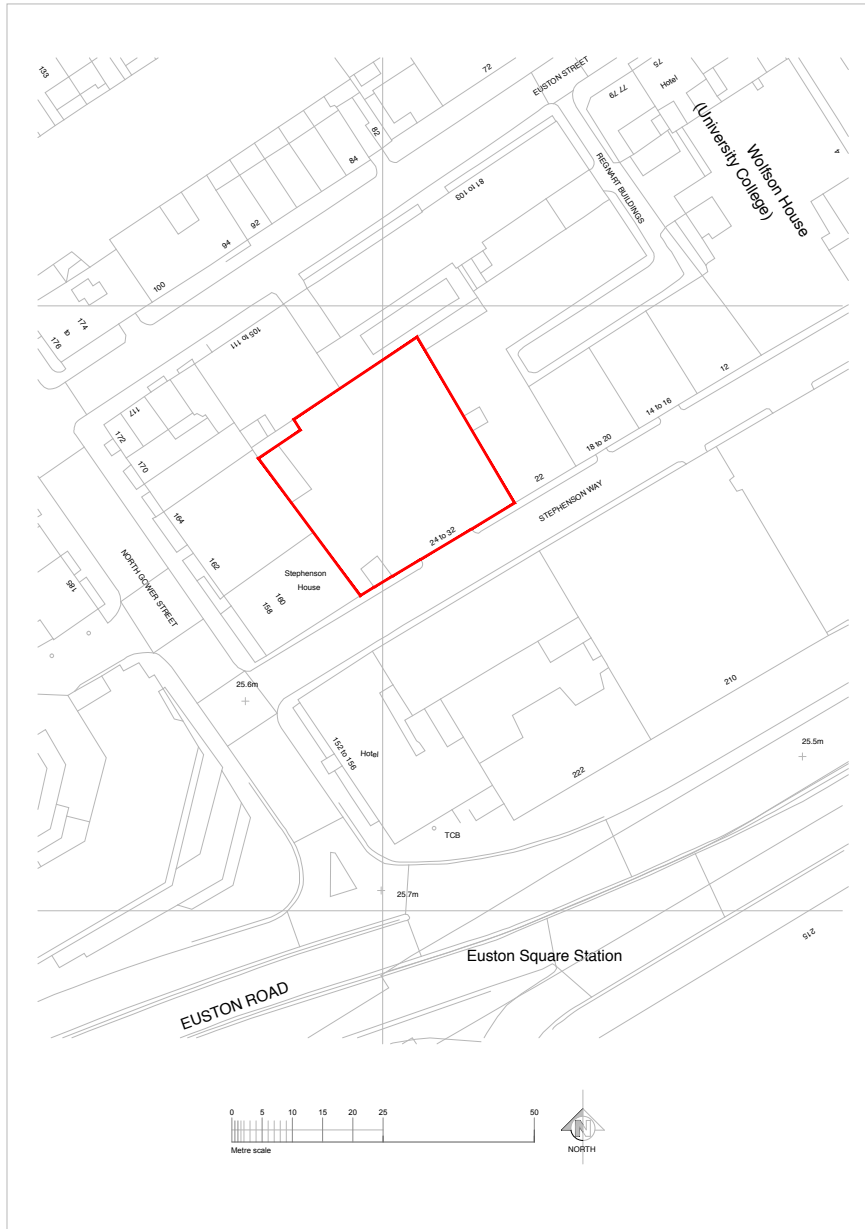 133
72
EUSTON STREET
77 79
75
Hotel
Wolfson House
(University College)
4
82
84
REGNART BUILDINGS
81 to 103
92
94
100
174
to
176
105 to 111
117
172
170
164
162
12
14 to 16
18 to 20
22
STEPHENSON WAY
24 to 32
Stephenson
House
160
158
NORTH GOWER STREET
185
25.6m
210
152 to 156
Hotel
222
25.5m
TCB
25.7m
215
Euston Square Station
EUSTON ROAD
0 5 10 15 20 25 50
Metre scale
N
NORTH